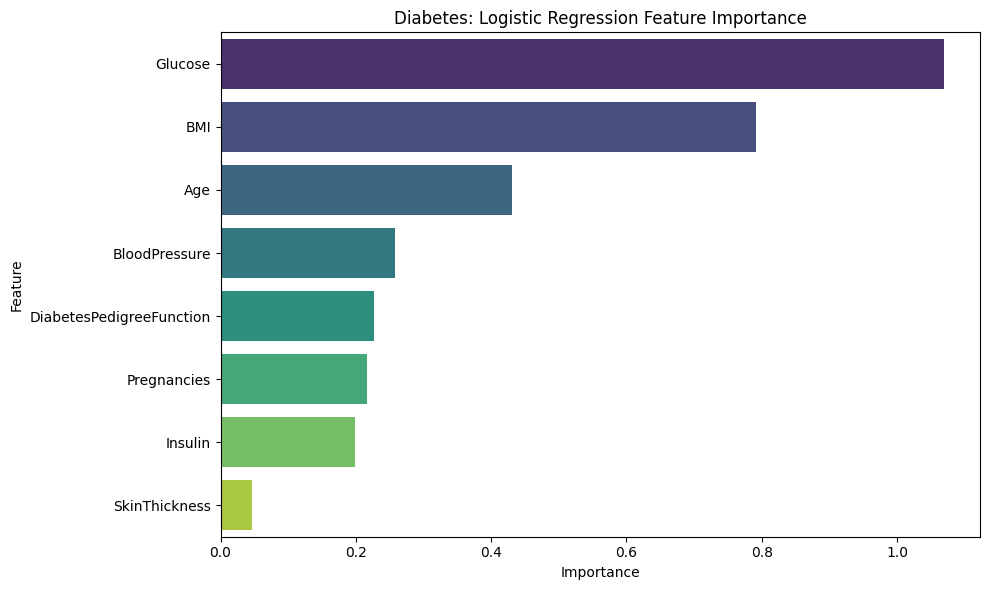 Diabetes: Logistic Regression Feature Importance
Feature
Glucose
BMI
Age
BloodPressure
DiabetesPedigreeFunction
Pregnancies
Insulin
SkinThickness
0.0 0.2 0.4 0.6 0.8 1.0
Importance